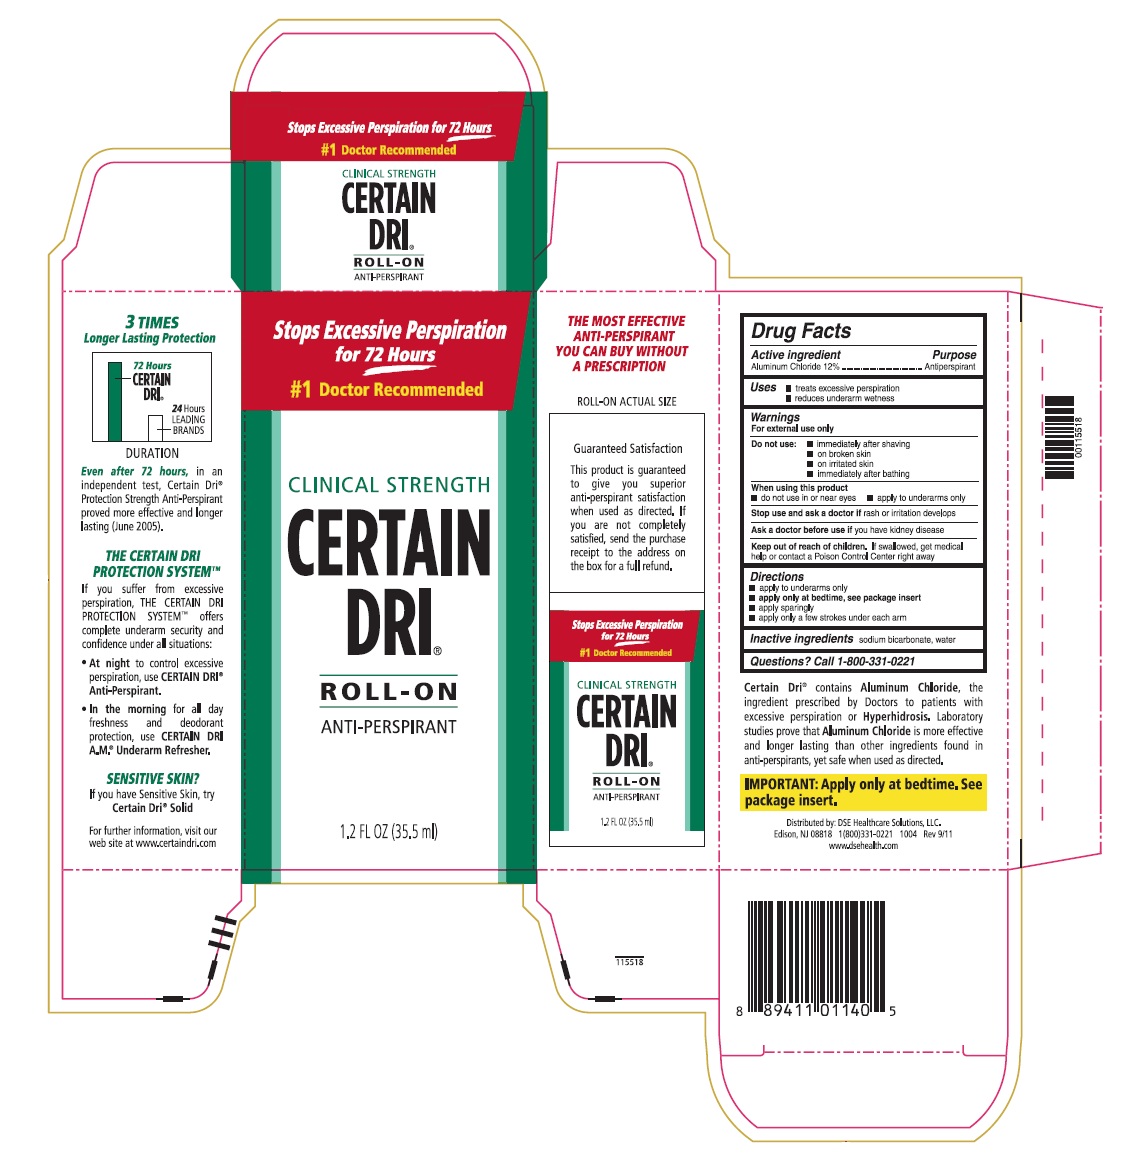 Stops Excessive Perspiration for 72 Hours
#1 Doctor Recommended
CLINICAL STRENGTH
CERTAIN
DRI®
ROLL-ON
ANTI-PERSPIRANT
3 TIMES
Longer Lasting Protection
72 Hours
CERTAIN
DRI®
24 Hours
LEADING
BRANDS
DURATION
Even after 72 hours, in an
independent test, Certain Dri®
Protection Strength Anti-Perspirant
proved more effective and longer
lasting (June 2005).
THE CERTAIN DRI
PROTECTION SYSTEM™
If you suffer from excessive
perspiration, THE CERTAIN DRI
PROTECTION SYSTEM™ offers
complete underarm security and
confidence under all situations:
• At night to control excessive
perspiration, use CERTAIN DRI®
Anti-Perspirant.
• In the morning for all day
freshness and deodorant
protection, use CERTAIN DRI
A.M.® Underarm Refresher.
SENSITIVE SKIN?
If you have Sensitive Skin, try
Certain Dri® Solid
For further information, visit our
web site at www.certaindri.com
Stops Excessive Perspiration
for 72 Hours
#1 Doctor Recommended
CLINICAL STRENGTH
CERTAIN
DRI®
ROLL-ON
ANTI-PERSPIRANT
1.2 FL OZ (35.5 ml)
THE MOST EFFECTIVE
ANTI-PERSPIRANT
YOU CAN BUY WITHOUT
A PRESCRIPTION
ROLL-ON ACTUAL SIZE
Guaranteed Satisfaction
This product is guaranteed
to give you superior
anti-perspirant satisfaction
when used as directed. If
you are not completely
satisfied, send the purchase
receipt to the address on
the box for a full refund.
Stops Excessive Perspiration
for 72 Hours
#1 Doctor Recommended
CLINICAL STRENGTH
CERTAIN
DRI®
ROLL-ON
ANTI-PERSPIRANT
1.2 FL OZ (35.5 ml)
115518
Drug Facts
Active ingredient Purpose
Aluminum Chloride 12% Antiperspirant
Uses ■ treats excessive perspiration
■ reduces underarm wetness
Warnings
For external use only
Do not use: ■ immediately after shaving
■ on broken skin
■ on irritated skin
■ immediately after bathing
When using this product
■ do not use in or near eyes ■ apply to underarms only
Stop use and ask a doctor if rash or irritation develops
Ask a doctor before use if you have kidney disease
Keep out of reach of children. If swallowed, get medical
help or contact a Poison Control Center right away
Directions
■ apply to underarms only
■ apply only at bedtime, see package insert
■ apply sparingly
■ apply only a few strokes under each arm
Inactive ingredients sodium bicarbonate, water
Questions? Call 1-800-331-0221
Certain Dri® contains Aluminum Chloride, the
ingredient prescribed by Doctors to patients with
excessive perspiration or Hyperhidrosis. Laboratory
studies prove that Aluminum Chloride is more effective
and longer lasting than other ingredients found in
anti-perspirants, yet safe when used as directed.
IMPORTANT: Apply only at bedtime. See
package insert.
Distributed by: DSE Healthcare Solutions, LLC.
Edison, NJ 08818 1(800)331-0221 1004 Rev 9/11
www.dsehealth.com
8 89411 01140 5
00115518